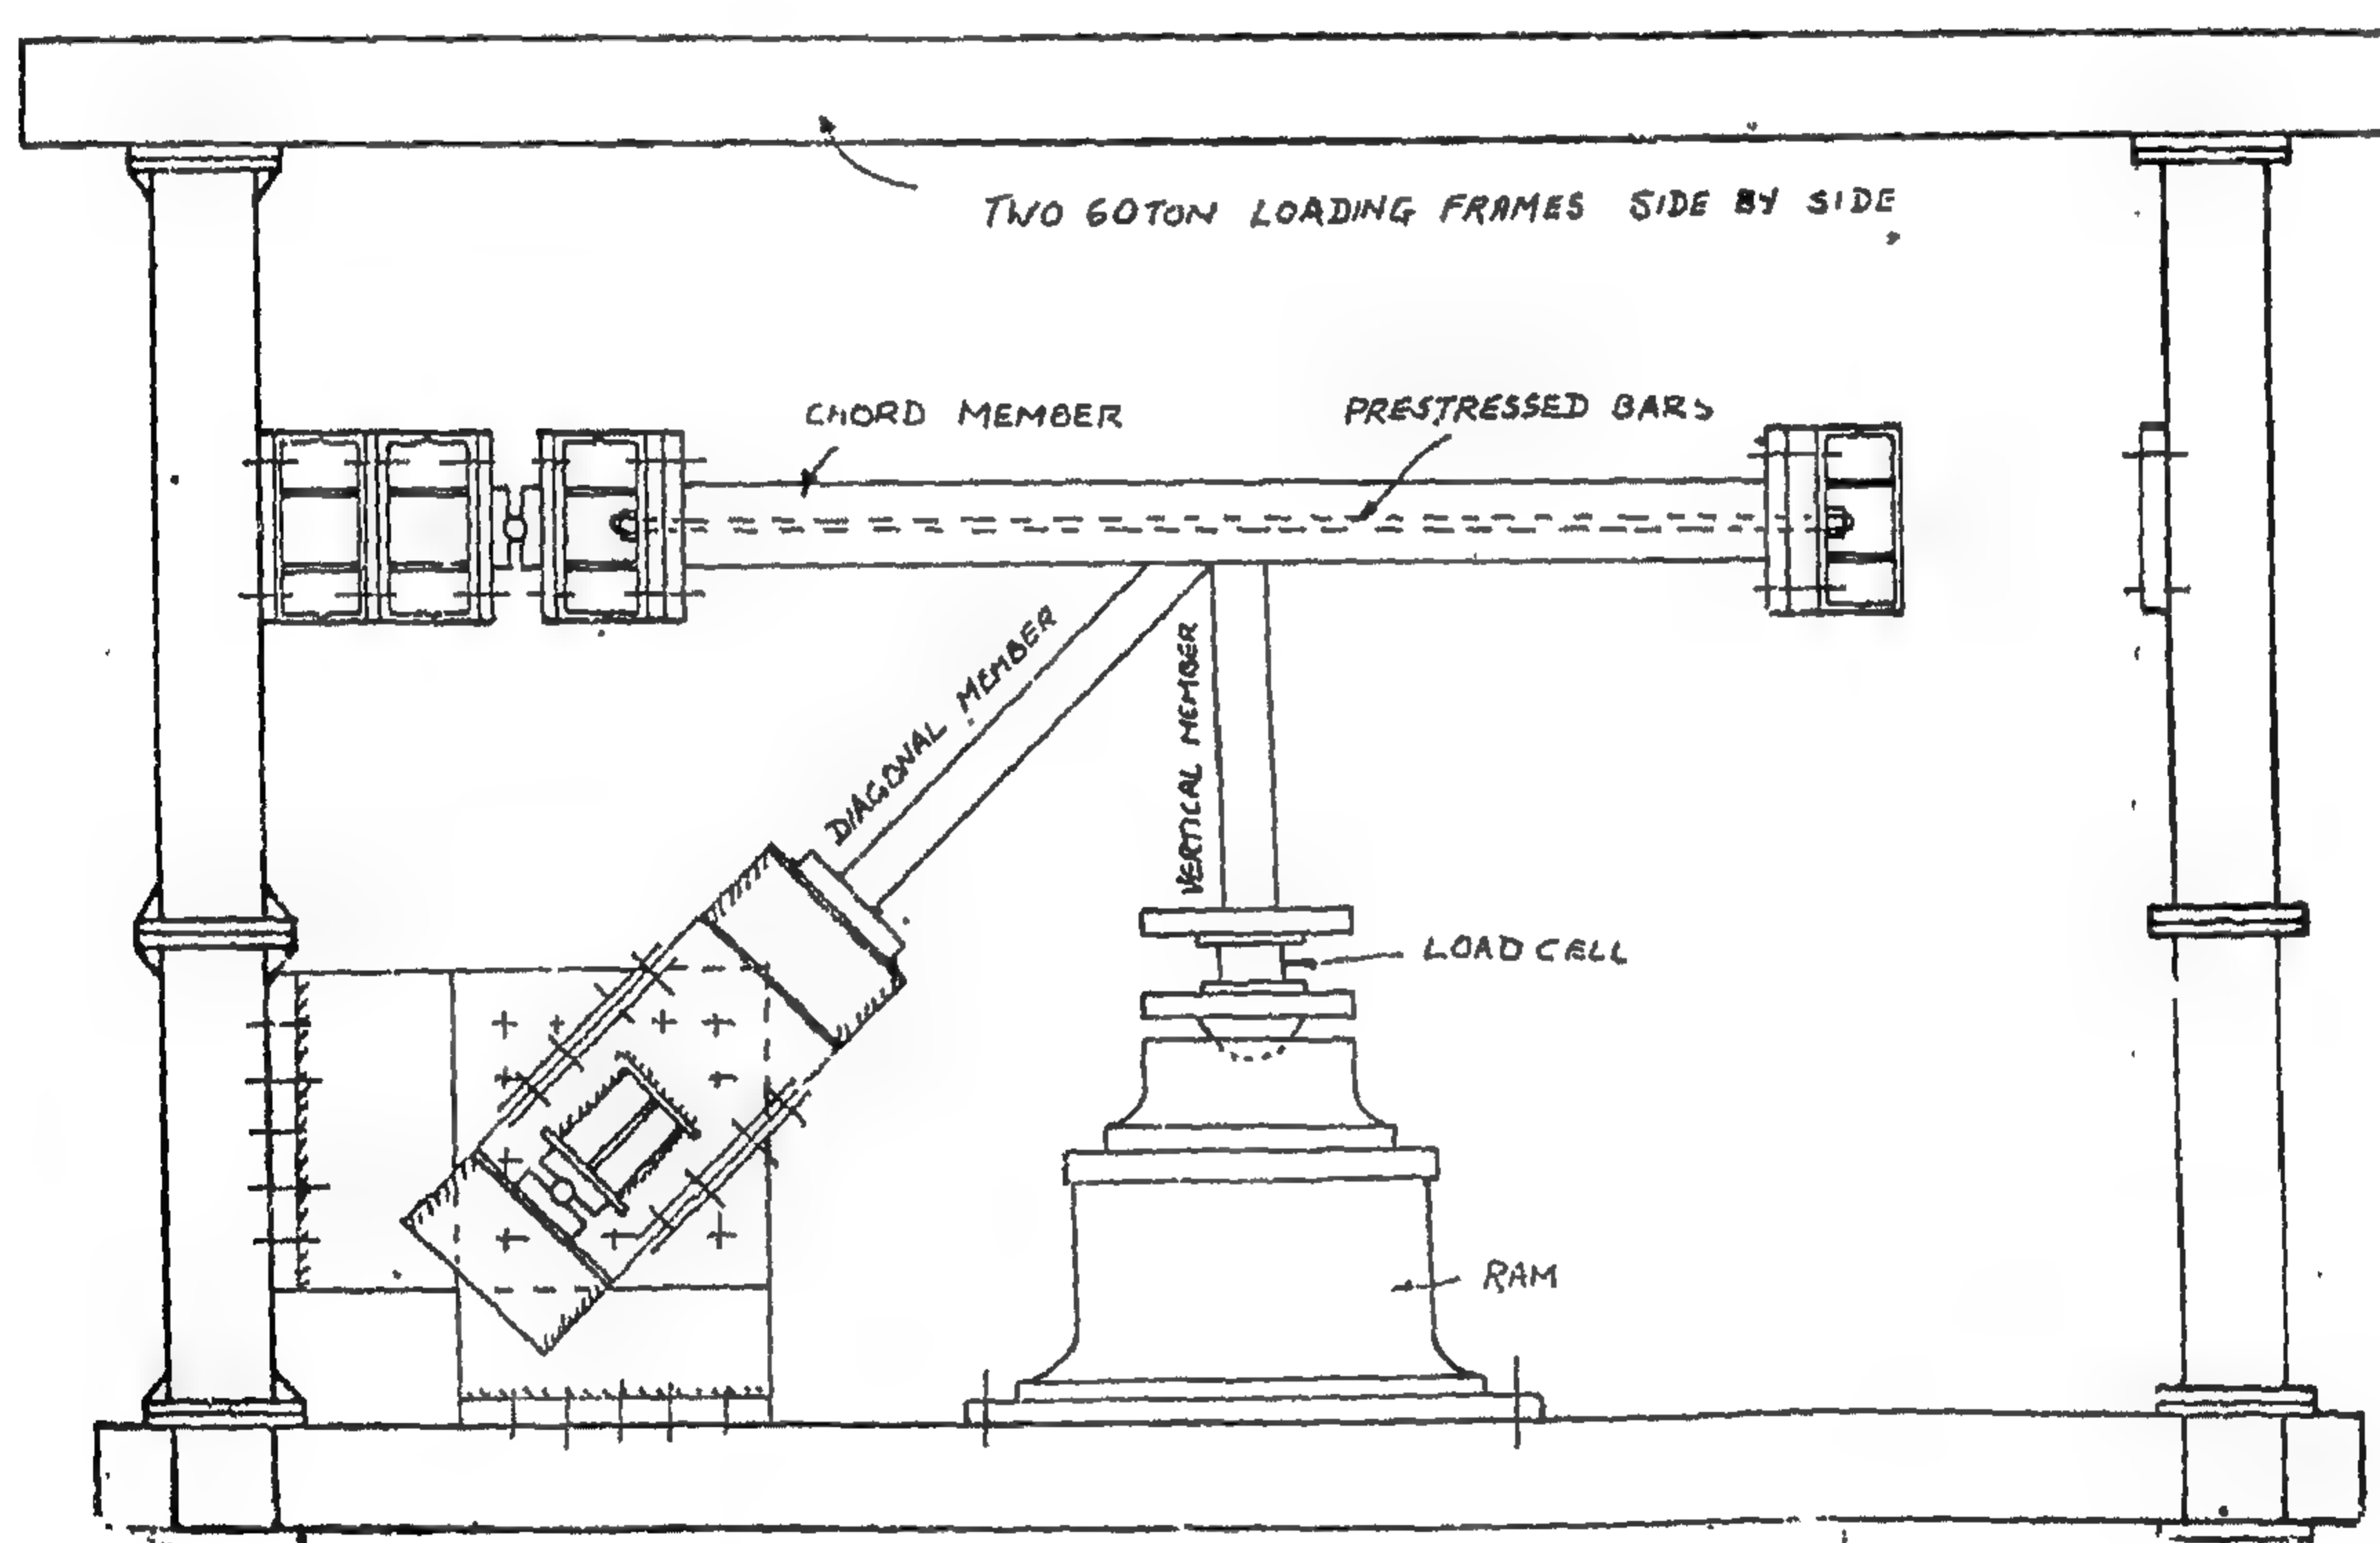 TWO 60TON LOADING FRAMES SIDE BY SIDE
CHORD MEMBER
PRESTRESSED BARS
DIAGONAL MEMBER
VERTICAL MEMBER
LOAD CELL
RAM